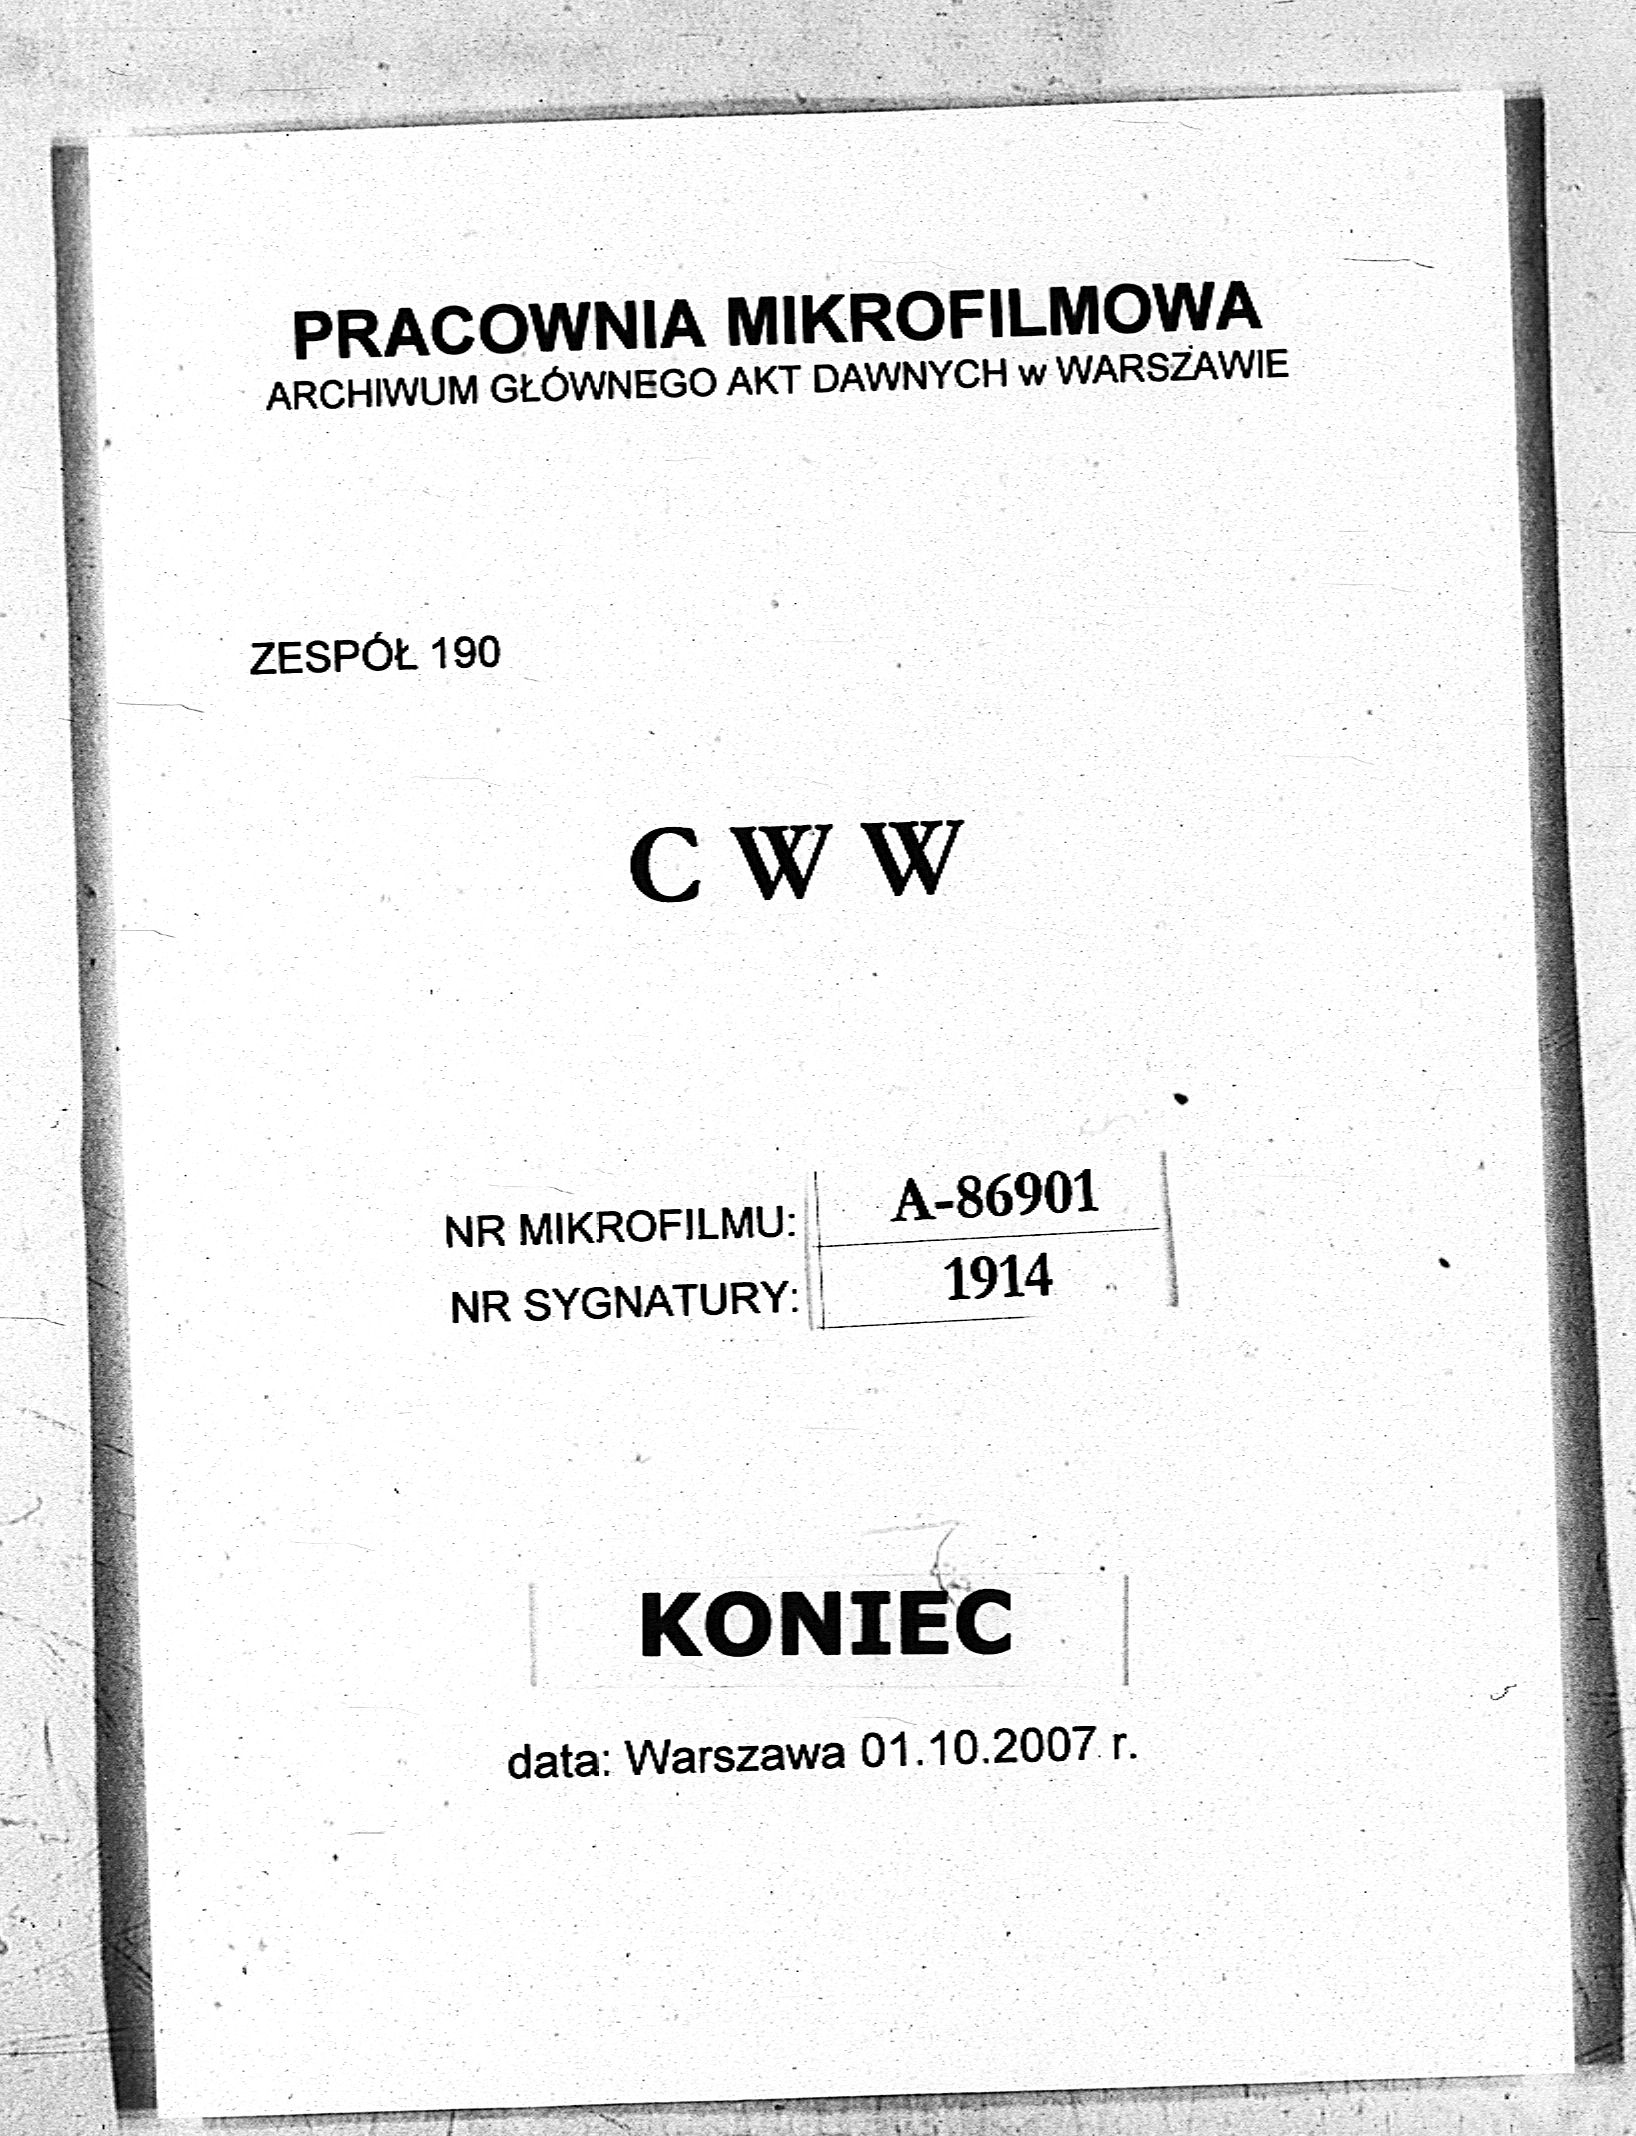 PRACOWNIA MIKROFILMOWA
ARCHIWUM GŁÓWNEGO AKT DAWNYCH w WARSZAWIE
ZESPÓŁ 190
C W W
NR MIKROFILMU: A-86901
NR SYGNATURY: 1914
KONIEC
data: Warszawa 01.10.2007 r.